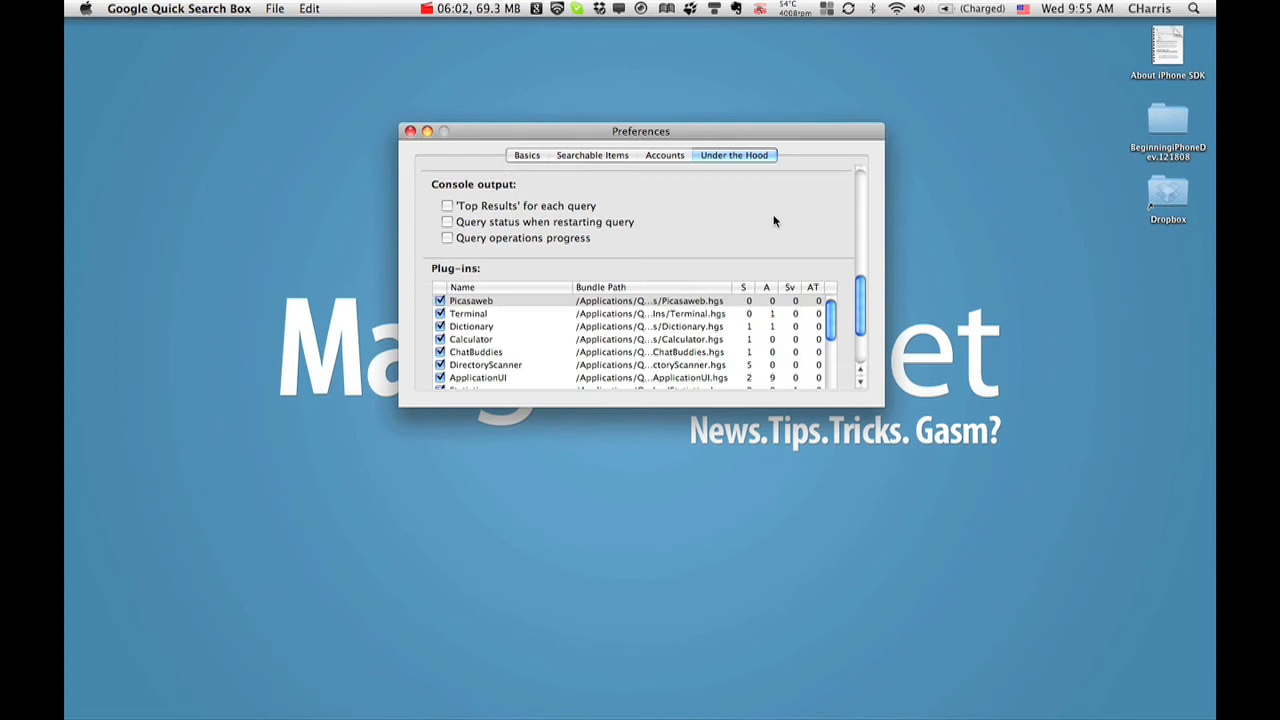 Google Quick Search Box File Edit 06:02, 69.3 MB 54°C 4008rpm (Charged) Wed 9:55 AM CHarris
About iPhone SDK
BeginningiPhoneD
ev.121808
Dropbox
Preferences
Basics Searchable Items Accounts Under the Hood
Console output:
'Top Results' for each query
Query status when restarting query
Query operations progress
Plug-ins:
Name Bundle Path S A Sv AT
Picasaweb /Applications/Q...s/Picasaweb.hgs 0 0 0 0
Terminal /Applications/Q...Ins/Terminal.hgs 0 1 0 0
Dictionary /Applications/Q...s/Dictionary.hgs 1 1 0 0
Calculator /Applications/Q...s/Calculator.hgs 1 0 0 0
ChatBuddies /Applications/Q...ChatBuddies.hgs 1 1 0 0
DirectoryScanner /Applications/Q...ctoryScanner.hgs 5 0 0 0
ApplicationUI /Applications/Q...ApplicationUI.hgs 2 9 0 0
Ma et
News.Tips.Tricks. Gasm?